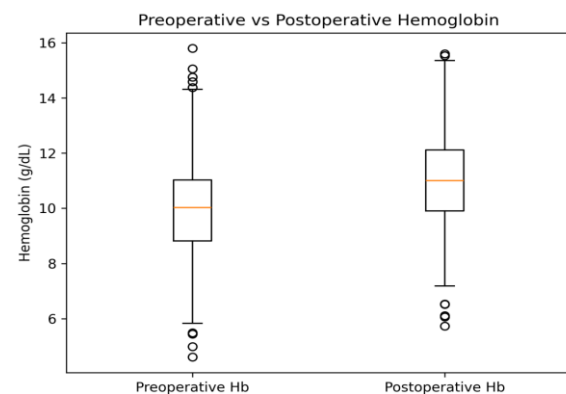 Preoperative vs Postoperative Hemoglobin
16
14
12
10
8
6
Hemoglobin (g/dL)
Preoperative Hb
Postoperative Hb